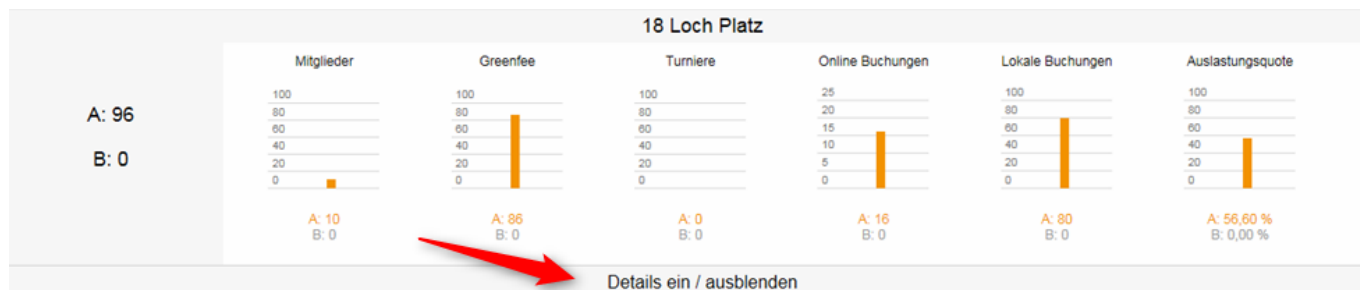 18 Loch Platz
A: 96
B: 0
Mitglieder
100
80
60
40
20
0
A: 10
B: 0
Greenfee
100
80
60
40
20
0
A: 86
B: 0
Turniere
100
80
60
40
20
0
A: 0
B: 0
Online Buchungen
25
20
15
10
5
0
A: 16
B: 0
Lokale Buchungen
100
80
60
40
20
0
A: 80
B: 0
Auslastungsquote
100
80
60
40
20
0
A: 56,60 %
B: 0,00 %
Details ein / ausblenden